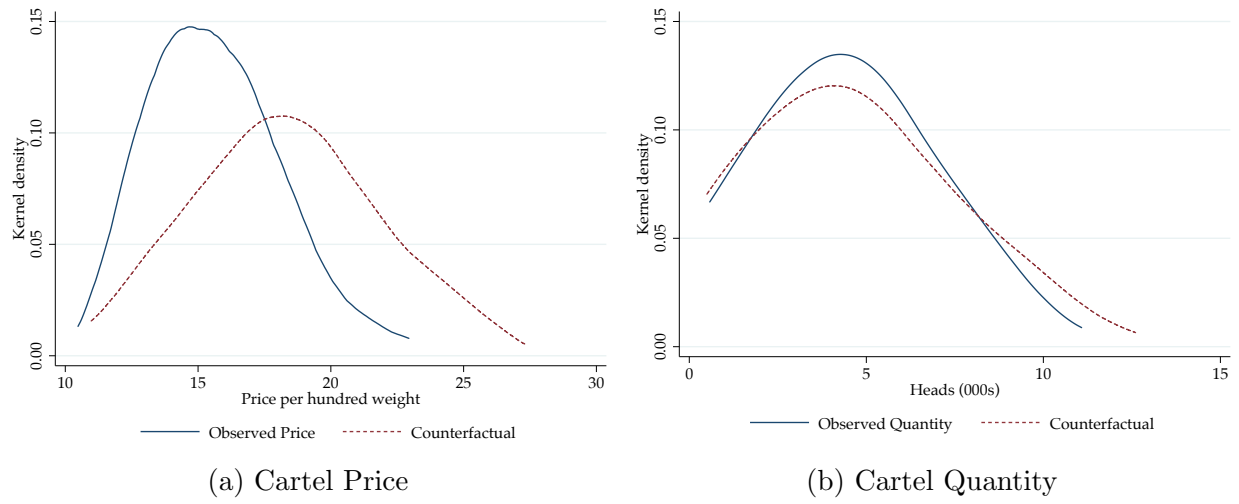 Kernel density
0.00 0.05 0.10 0.15
10 15 20 25 30
Price per hundred weight
Observed Price Counterfactual
(a) Cartel Price
Kernel density
0.00 0.05 0.10 0.15
0 5 10 15
Heads (000s)
Observed Quantity Counterfactual
(b) Cartel Quantity